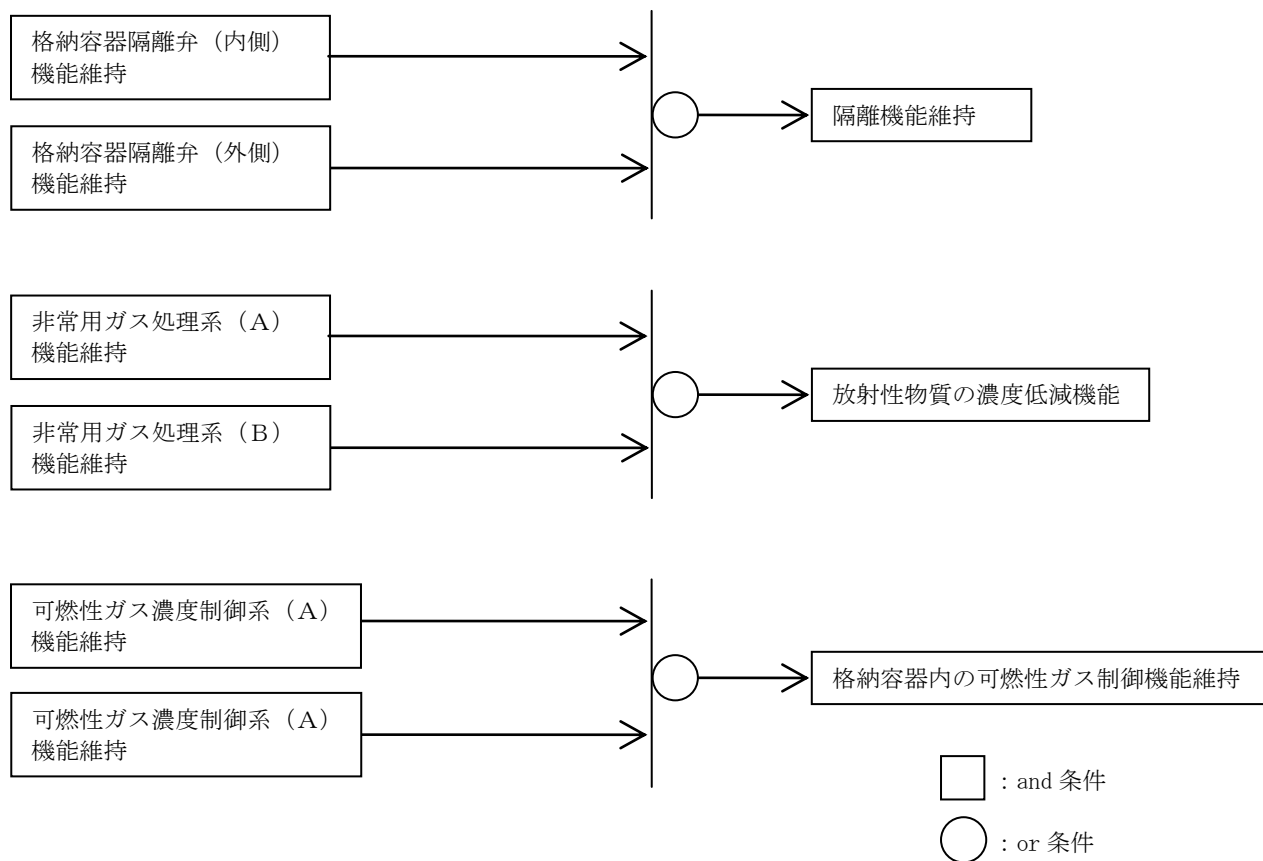 格納容器隔離弁（内側）
機能維持
格納容器隔離弁（外側）
機能維持
隔離機能維持
非常用ガス処理系（Ａ）
機能維持
非常用ガス処理系（Ｂ）
機能維持
放射性物質の濃度低減機能
可燃性ガス濃度制御系（Ａ）
機能維持
可燃性ガス濃度制御系（Ａ）
機能維持
格納容器内の可燃性ガス制御機能維持
：and 条件
：or 条件